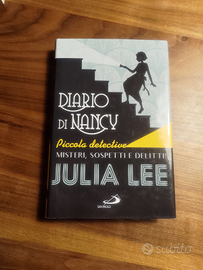 DIARIO
DI NANCY
Piccola detective
MISTERI, SOSPETTI E DELITTI
JULIA LEE
SAN PAOLO
subito